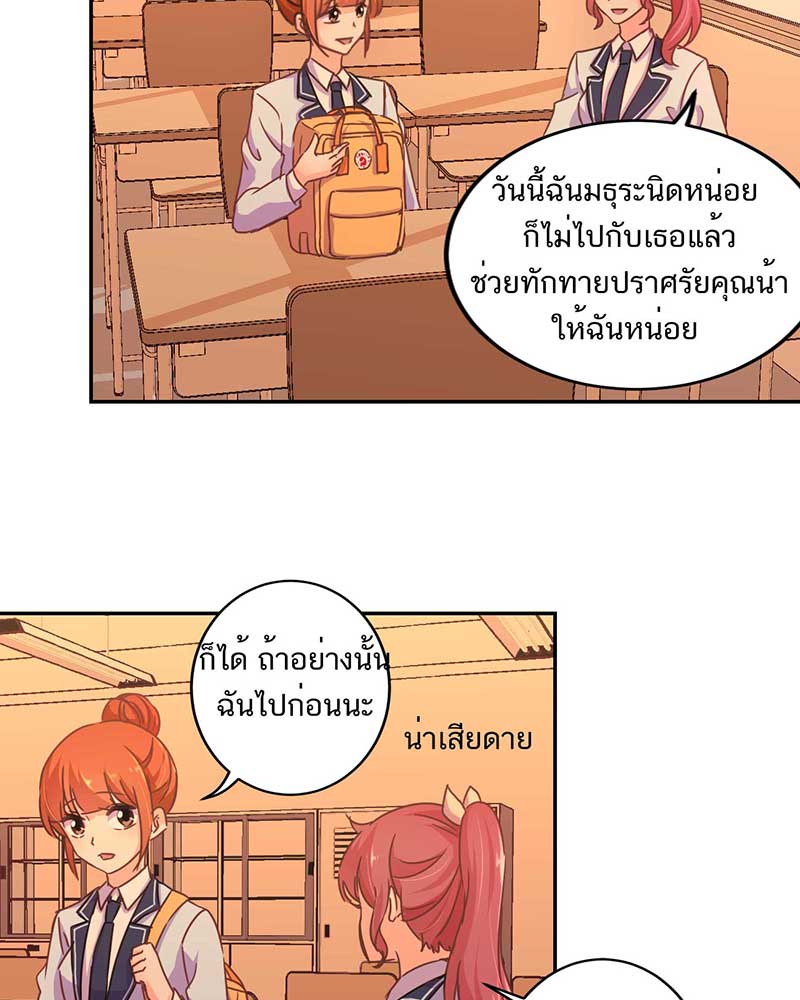 วันนี้ฉันมธุระนิดหน่อย
ก็ไม่ไปกับเธอแล้ว
ช่วยทักทายปราศรัยคุณน้า
ให้ฉันหน่อย
ก็ได้ ถ้าอย่างนั้น
ฉันไปก่อนนะ
น่าเสียดาย